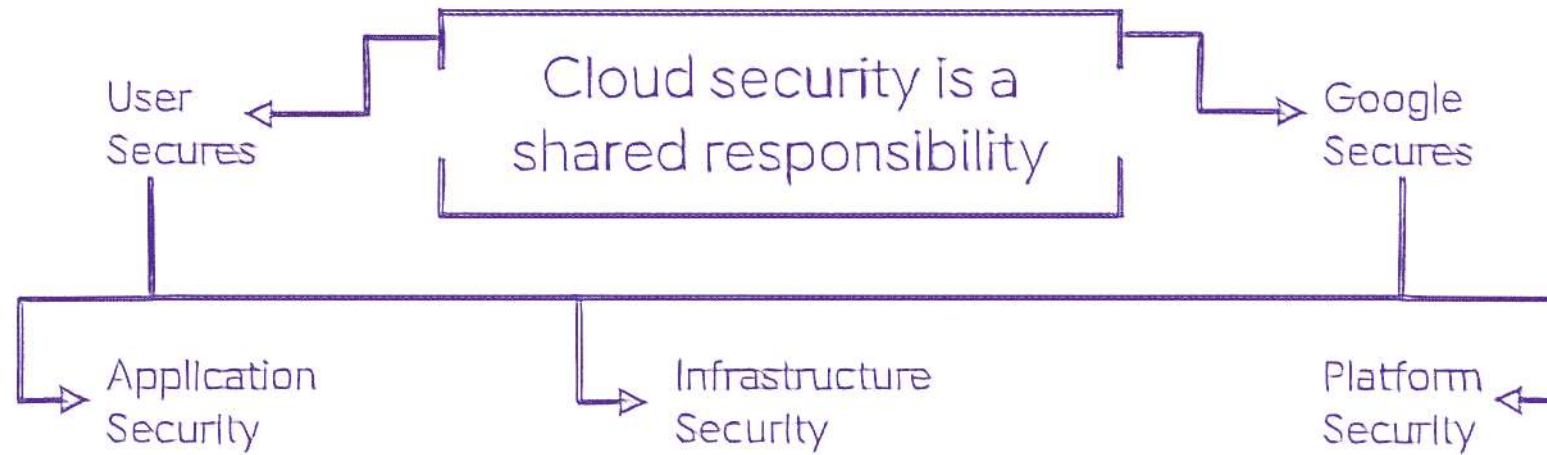 Cloud security is a
shared responsibility
User
Secures
Google
Secures
Application
Security
Infrastructure
Security
Platform
Security